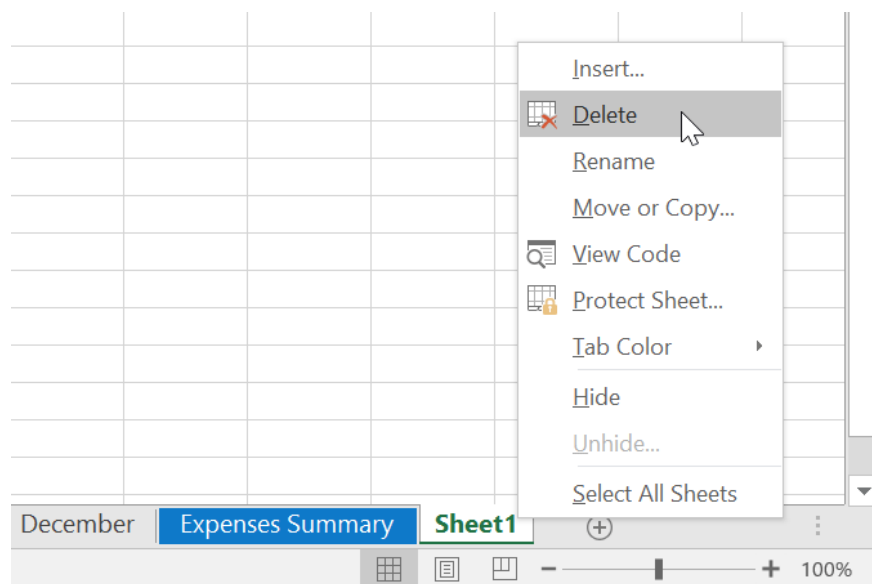 Insert...
Delete
Rename
Move or Copy...
View Code
Protect Sheet...
Tab Color
Hide
Unhide...
Select All Sheets
December Expenses Summary Sheet1
100%